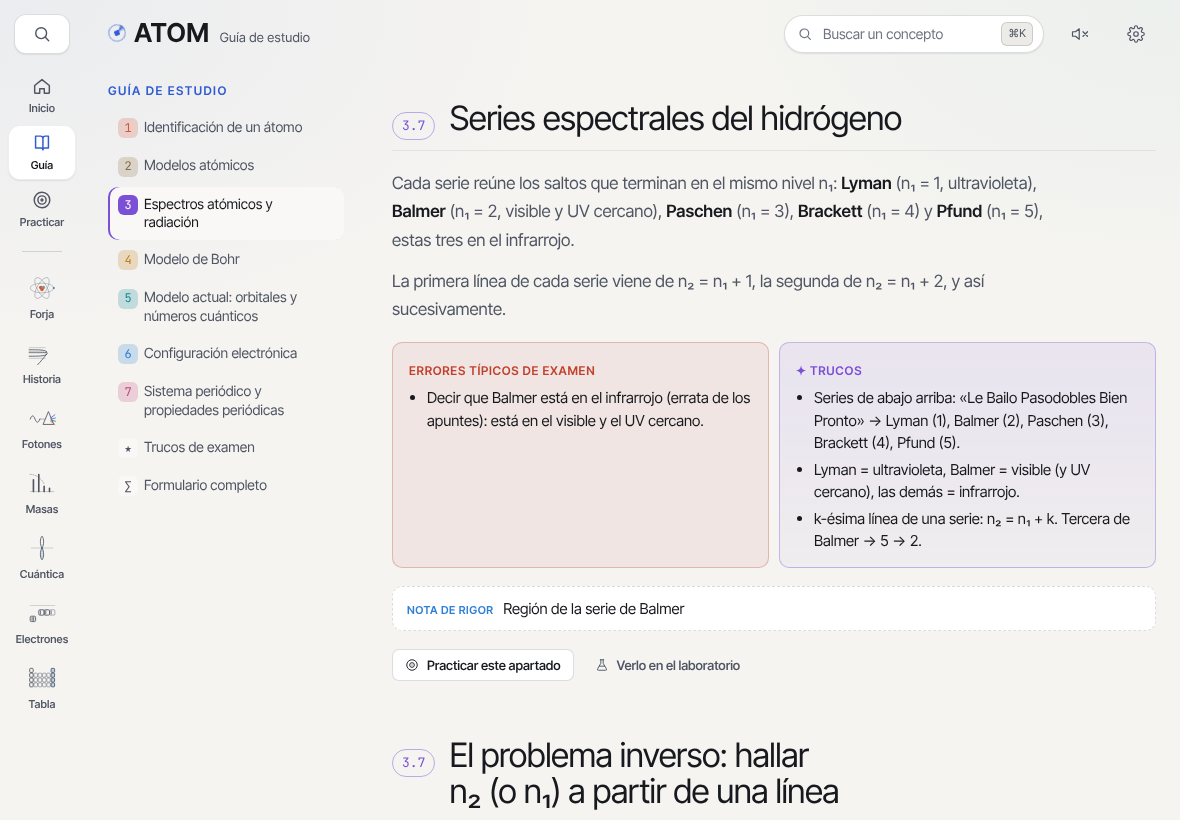 ATOM Guía de estudio
Buscar un concepto ⌘K
Inicio
Guía
Practicar
Forja
Historia
Fotones
Masas
Cuántica
Electrones
Tabla
GUÍA DE ESTUDIO
1 Identificación de un átomo
2 Modelos atómicos
3 Espectros atómicos y
radiación
4 Modelo de Bohr
5 Modelo actual: orbitales y
números cuánticos
6 Configuración electrónica
7 Sistema periódico y
propiedades periódicas
★ Trucos de examen
∑ Formulario completo
3.7 Series espectrales del hidrógeno
Cada serie reúne los saltos que terminan en el mismo nivel n₁: Lyman (n₁ = 1, ultravioleta),
Balmer (n₁ = 2, visible y UV cercano), Paschen (n₁ = 3), Brackett (n₁ = 4) y Pfund (n₁ = 5),
estas tres en el infrarrojo.
La primera línea de cada serie viene de n₂ = n₁ + 1, la segunda de n₂ = n₁ + 2, y así
sucesivamente.
ERRORES TÍPICOS DE EXAMEN
• Decir que Balmer está en el infrarrojo (errata de los
apuntes): está en el visible y el UV cercano.
✦ TRUCOS
• Series de abajo arriba: «Le Bailo Pasodobles Bien
Pronto» → Lyman (1), Balmer (2), Paschen (3),
Brackett (4), Pfund (5).
• Lyman = ultravioleta, Balmer = visible (y UV
cercano), las demás = infrarrojo.
• k-ésima línea de una serie: n₂ = n₁ + k. Tercera de
Balmer → 5 → 2.
NOTA DE RIGOR Región de la serie de Balmer
Practicar este apartado
Verlo en el laboratorio
3.7 El problema inverso: hallar
n₂ (o n₁) a partir de una línea